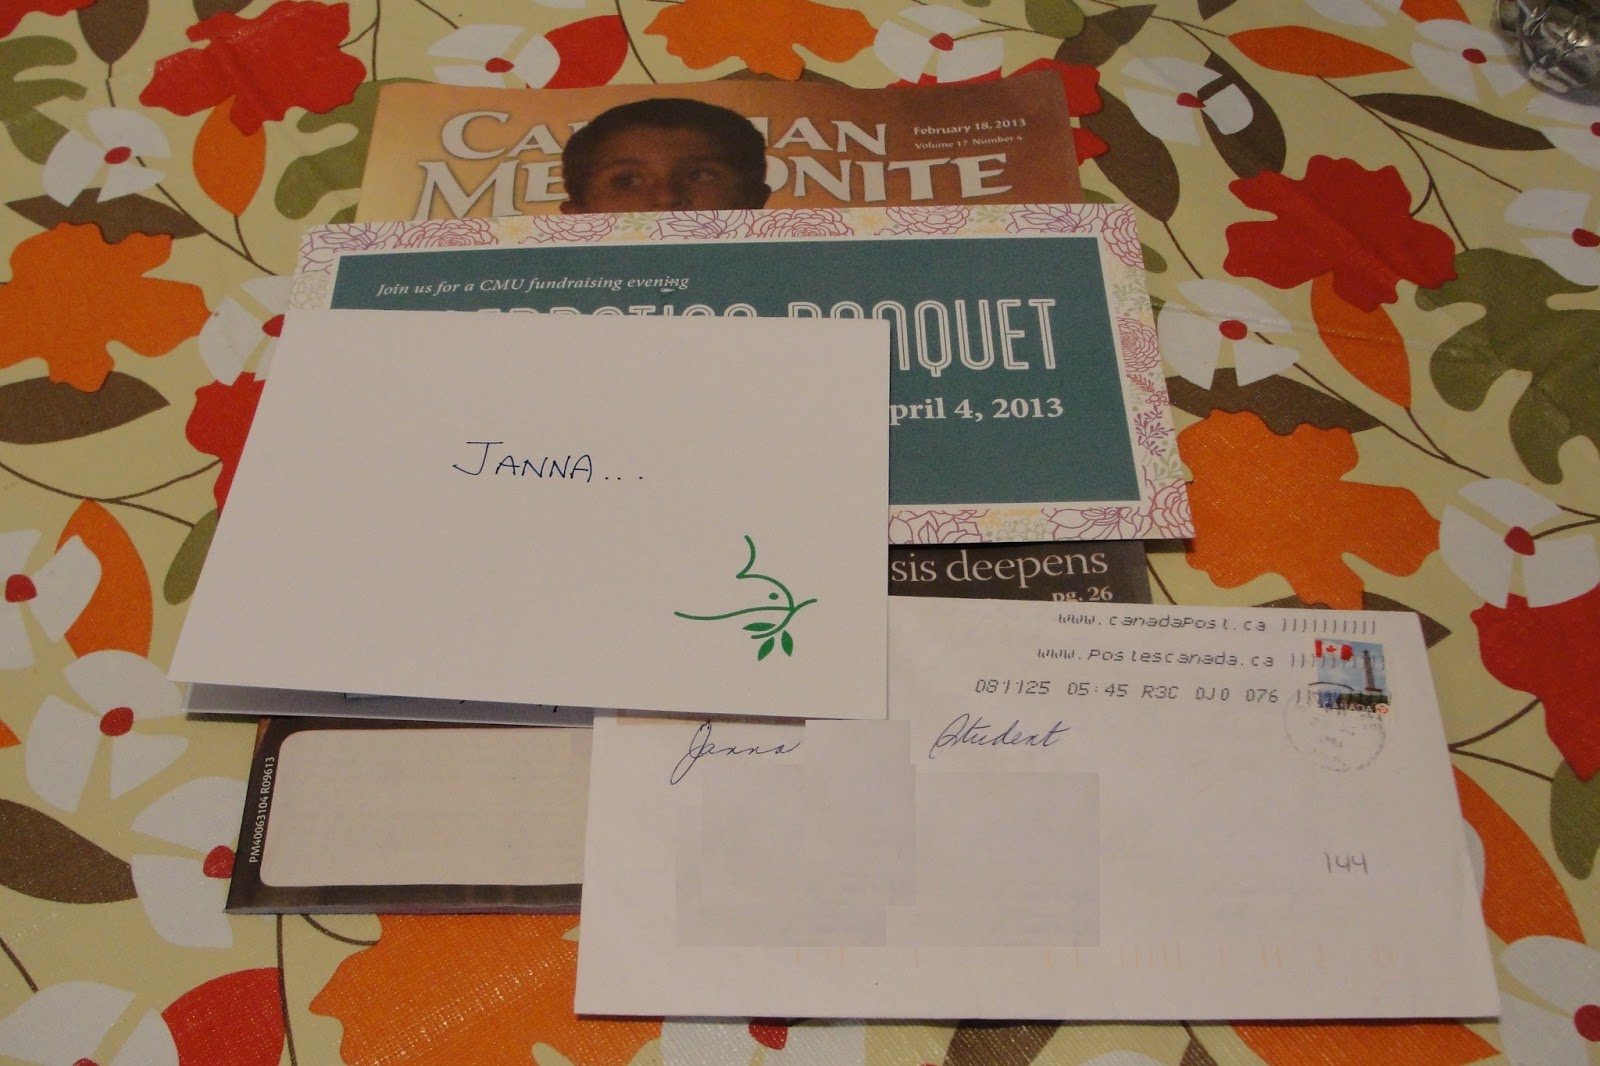 February 18, 2013
Volume 17 Number 4
Join us for a CMU fundraising evening
BANQUET
April 4, 2013
JANNA...
sis deepens
pg. 26
www.canadaPost.ca
www.Postescanada.ca
081125 05:45 R3C 0J0 076
CANADA
Janna Student
144
PM40063104 R09613